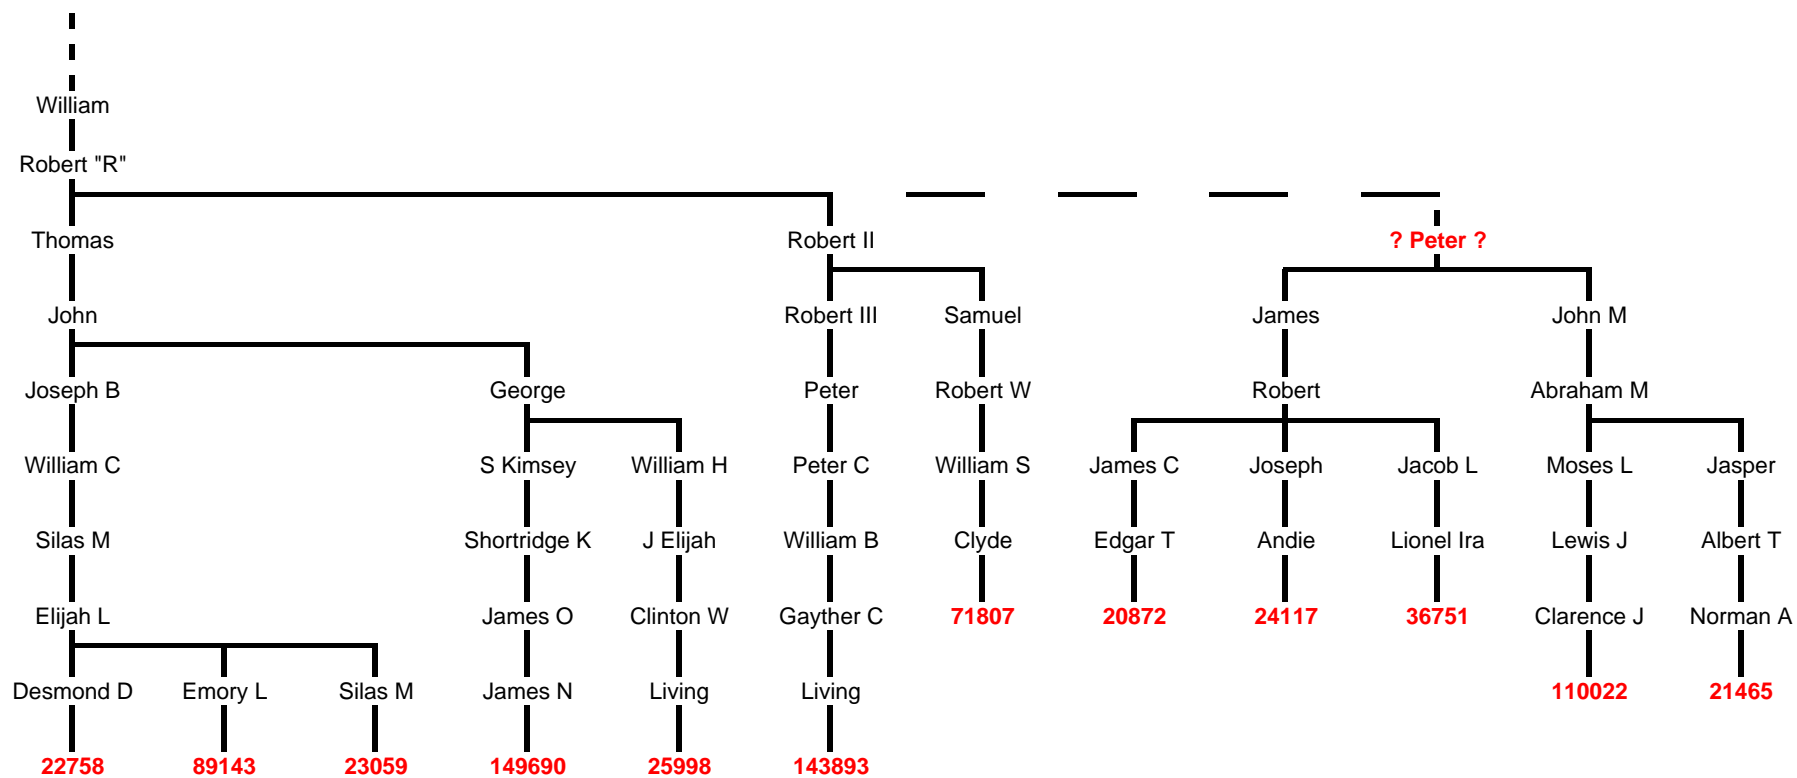 William
Robert "R"
Thomas Robert II ? Peter ?
John Robert III Samuel James John M
Joseph B George Peter Robert W Robert Abraham M
William C S Kimsey William H Peter C William S James C Joseph Jacob L Moses L Jasper
Silas M Shortridge K J Elijah William B Clyde Edgar T Andie Lionel Ira Lewis J Albert T
Elijah L James O Clinton W Gayther C 71807 20872 24117 36751 Clarence J Norman A
Desmond D Emory L Silas M James N Living Living 110022 21465
22758 89143 23059 149690 25998 143893